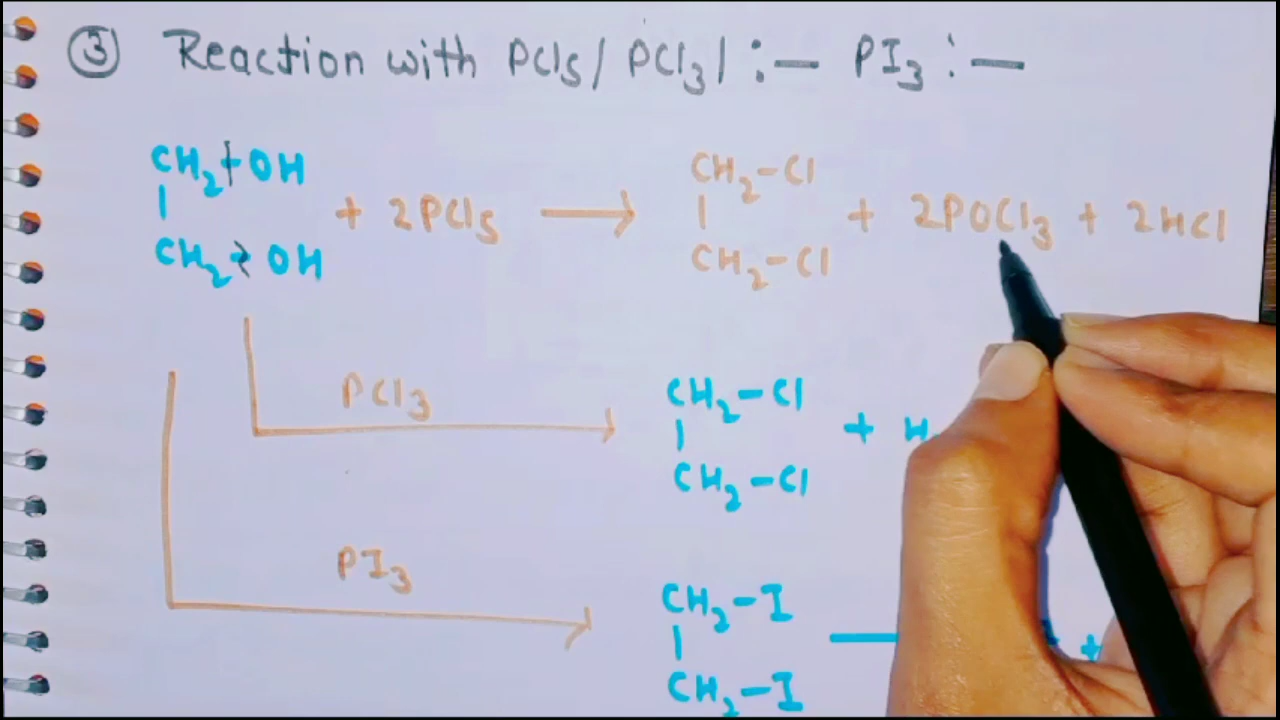 ③ Reaction with PCl5/ PCl3/ :— PI3 :—
CH2-OH
|
CH2-OH
+ 2PCl5 →
CH2-Cl
|
CH2-Cl
+ 2POCl3 + 2HCl
PCl3
CH2-Cl
|
CH2-Cl
+ H
PI3
CH2-I
|
CH2-I
+